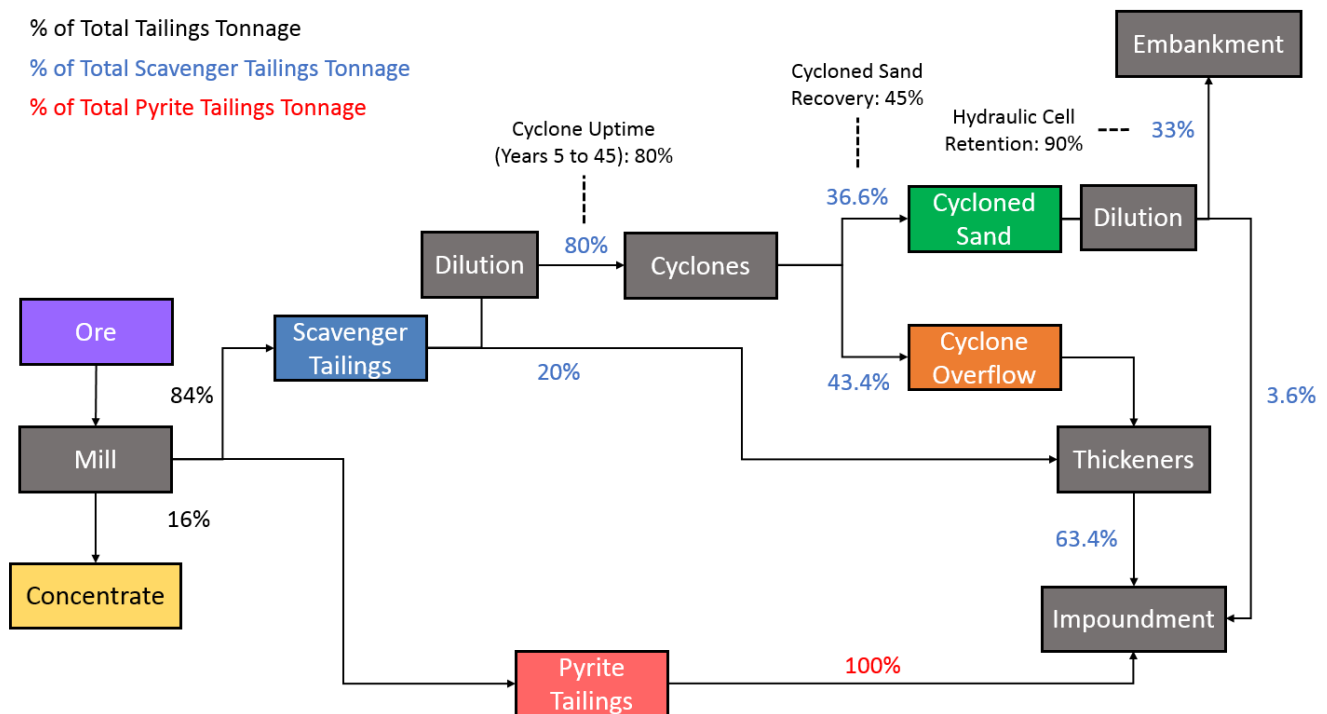 % of Total Tailings Tonnage
% of Total Scavenger Tailings Tonnage
% of Total Pyrite Tailings Tonnage
Embankment
Cycloned Sand
Recovery: 45%
Hydraulic Cell
Retention: 90%
33%
Cyclone Uptime
(Years 5 to 45): 80%
36.6%
Cycloned
Sand
Dilution
Dilution
80%
Cyclones
Ore
Scavenger
Tailings
20%
Cyclone
Overflow
43.4%
3.6%
84%
Mill
Thickeners
16%
63.4%
Concentrate
Impoundment
Pyrite
Tailings
100%